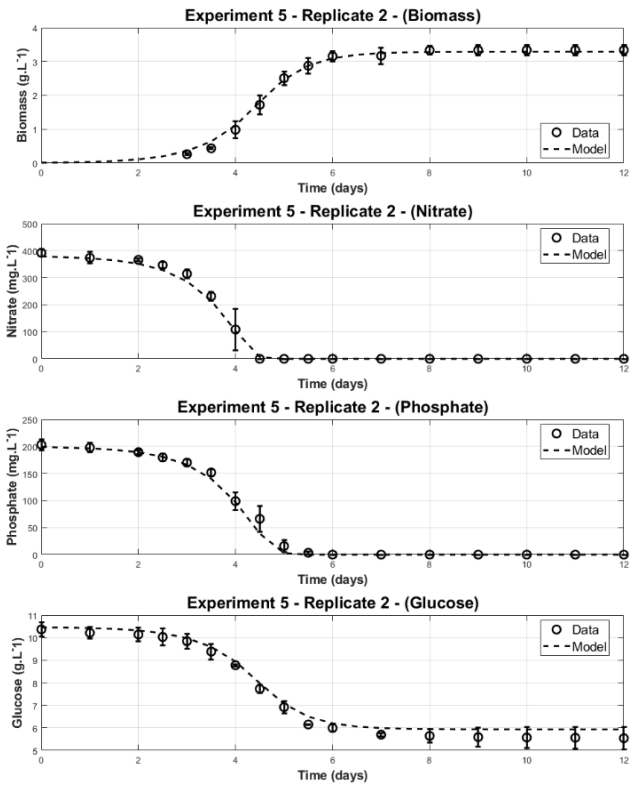 Experiment 5 - Replicate 2 - (Biomass)
4
3
2
1
0
Biomass (g.L⁻1)
Data
Model
0 2 4 6 8 10 12
Time (days)
Experiment 5 - Replicate 2 - (Nitrate)
500
400
300
200
100
0
Nitrate (mg.L⁻1)
Data
Model
0 2 4 6 8 10 12
Time (days)
Experiment 5 - Replicate 2 - (Phosphate)
250
200
150
100
50
0
Phosphate (mg.L⁻1)
Data
Model
0 2 4 6 8 10 12
Time (days)
Experiment 5 - Replicate 2 - (Glucose)
11
10
9
8
7
6
5
Glucose (g.L⁻1)
Data
Model
0 2 4 6 8 10 12
Time (days)